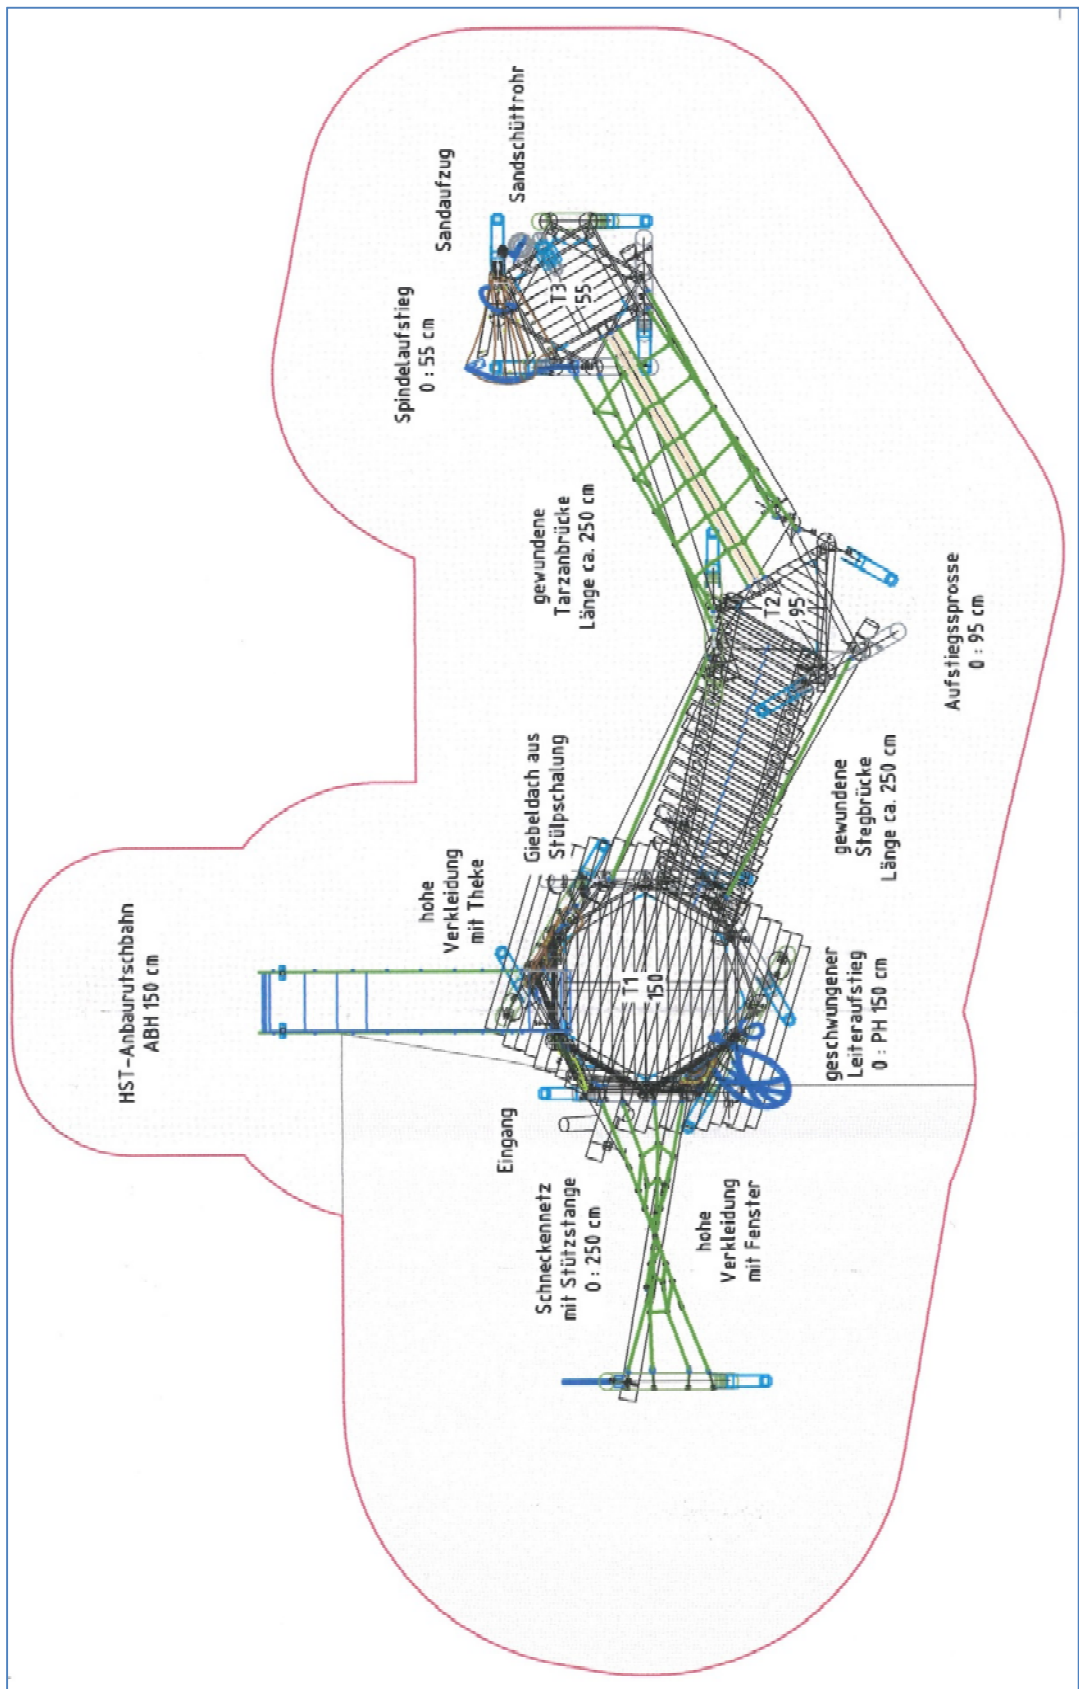 HST-Anbaurutschbahn
ABH 150 cm
hohe
Verkleidung
mit Theke
Giebeldach aus
Stülpschalung
gewundene
Tarzanbrücke
Länge ca. 250 cm
Spindelaufstieg
0 : 55 cm
Sandaufzug
Sandschüttrohr
Eingang
Schneckennetz
mit Stützstange
0 : 250 cm
T1
150
T2
95
T3
55
hohe
Verkleidung
mit Fenster
geschwungener
Leiteraufstieg
0 : PH 150 cm
gewundene
Stegbrücke
Länge ca. 250 cm
Aufstiegssprosse
0 : 95 cm